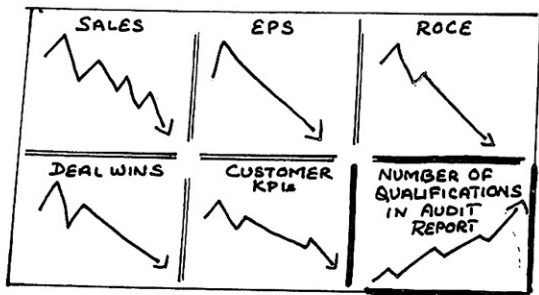 SALES
EPS
ROCE
DEAL WINS
CUSTOMER
KPIs
NUMBER OF
QUALIFICATIONS
IN AUDIT
REPORT